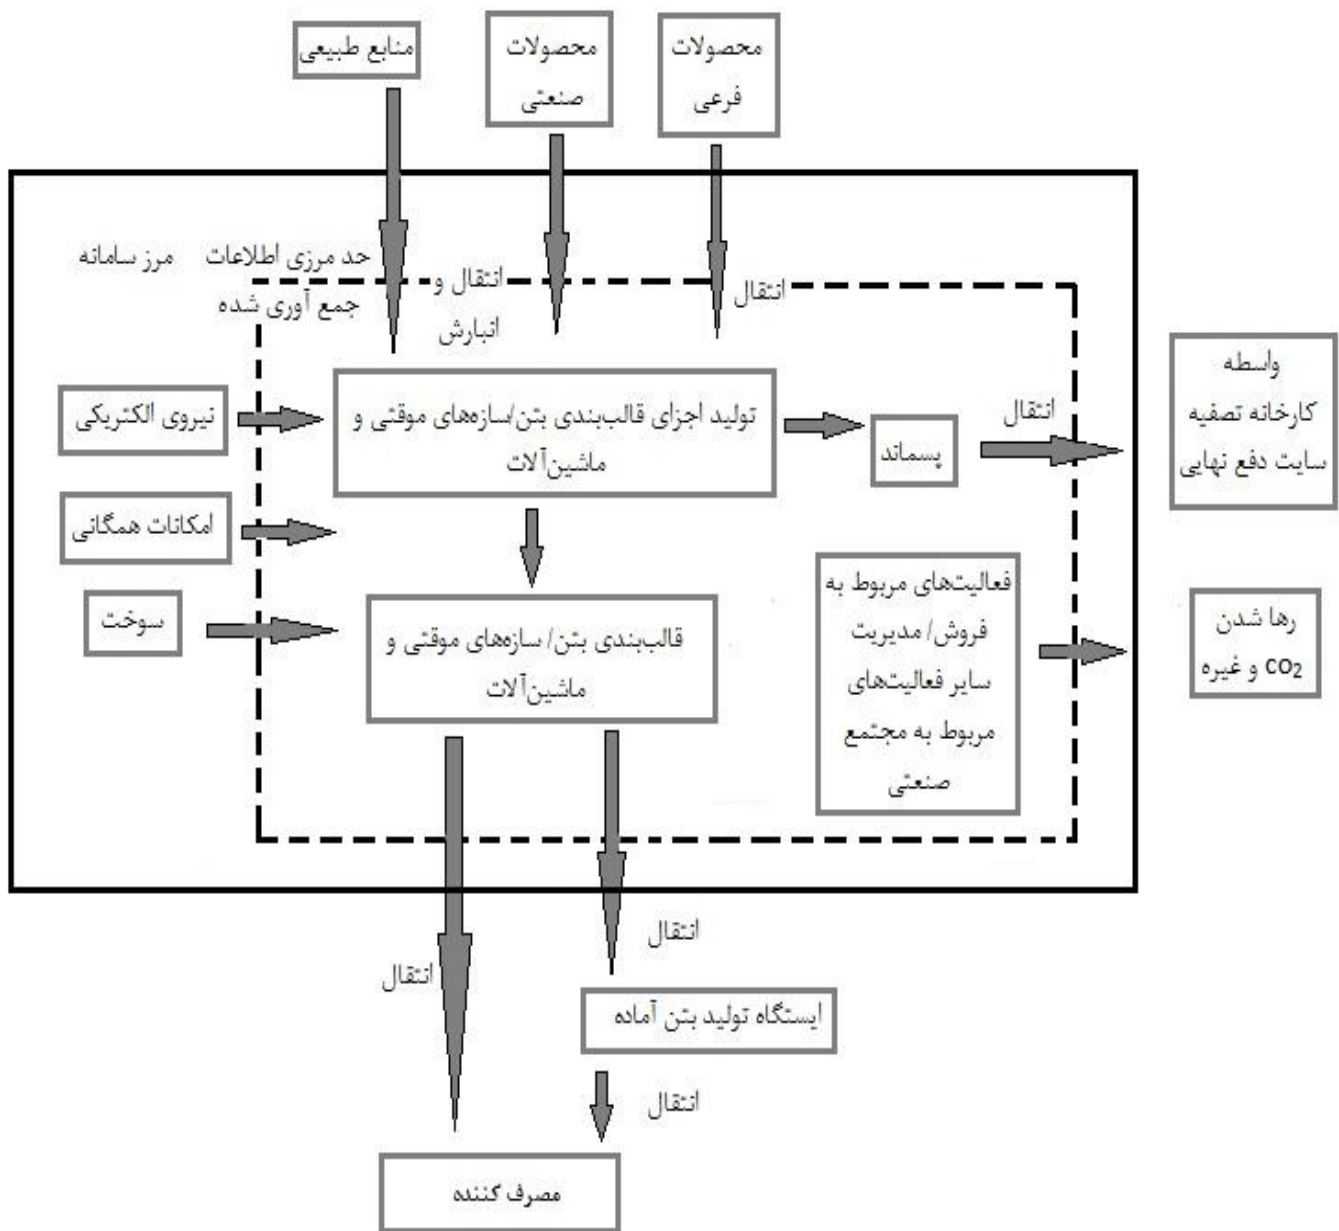 منابع طبیعی
محصولات
صنعتی
محصولات
فرعی
مرز سامانه
حد مرزی اطلاعات
جمع آوری شده
انتقال و
انبارش
انتقال
نیروی الکتریکی
امکانات همگانی
سوخت
تولید اجزای قالب‌بندی بتن/سازه‌های موقتی و
ماشین‌آلات
پسماند
انتقال
واسطه
کارخانه تصفیه
سایت دفع نهایی
قالب‌بندی بتن/ سازه‌های موقتی و
ماشین‌آلات
فعالیت‌های مربوط به
فروش/ مدیریت
سایر فعالیت‌های
مربوط به مجتمع
صنعتی
رها شدن
co₂ و غیره
انتقال
انتقال
ایستگاه تولید بتن آماده
انتقال
مصرف کننده